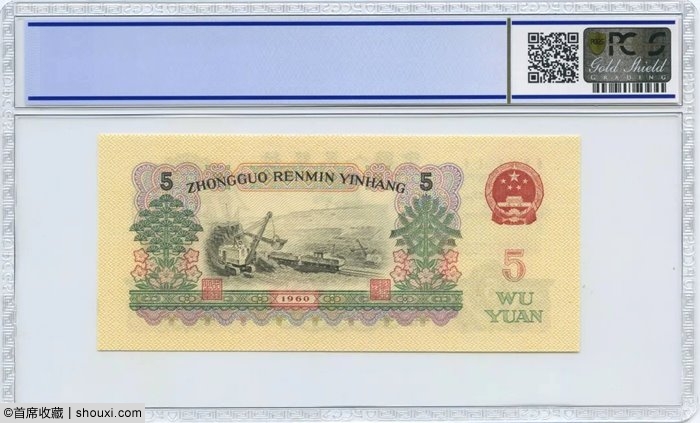 PCGS
Gold Shield
GRADING
5 ZHONGGUO RENMIN YINHANG 5
5
1960
WU
YUAN
©首席收藏 | shouxi.com